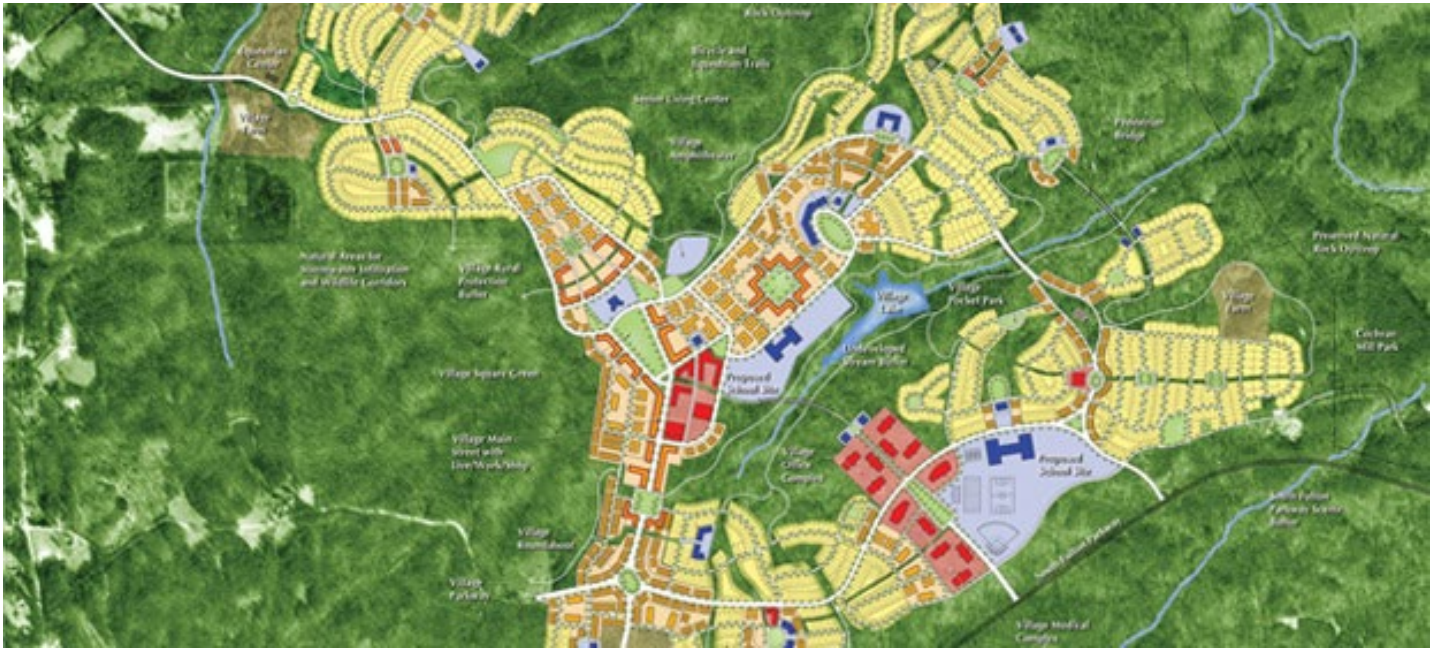 Rock Outcrop
Equestrian
Center
Bicycle and
Equestrian Trails
Senior Living Center
Village
Farm
Village
Amphitheater
Pedestrian
Bridge
Preserved Natural
Rock Outcrop
Natural Areas for
Stormwater Infiltration
and Wildlife Corridors
Village Rural
Protection
Buffer
Village
Lake
Village
Pocket Park
Village
Farm
Cochran
Mill Park
Undeveloped
Stream Buffer
Village Square Green
Proposed
School Site
Village Main
Street with
Live/Work/Shop
Village
Office
Complex
Proposed
School Site
South Fulton
Parkway Scenic
Buffer
South Fulton Parkway
Village
Roundabout
Village
Parkway
Village Medical
Complex